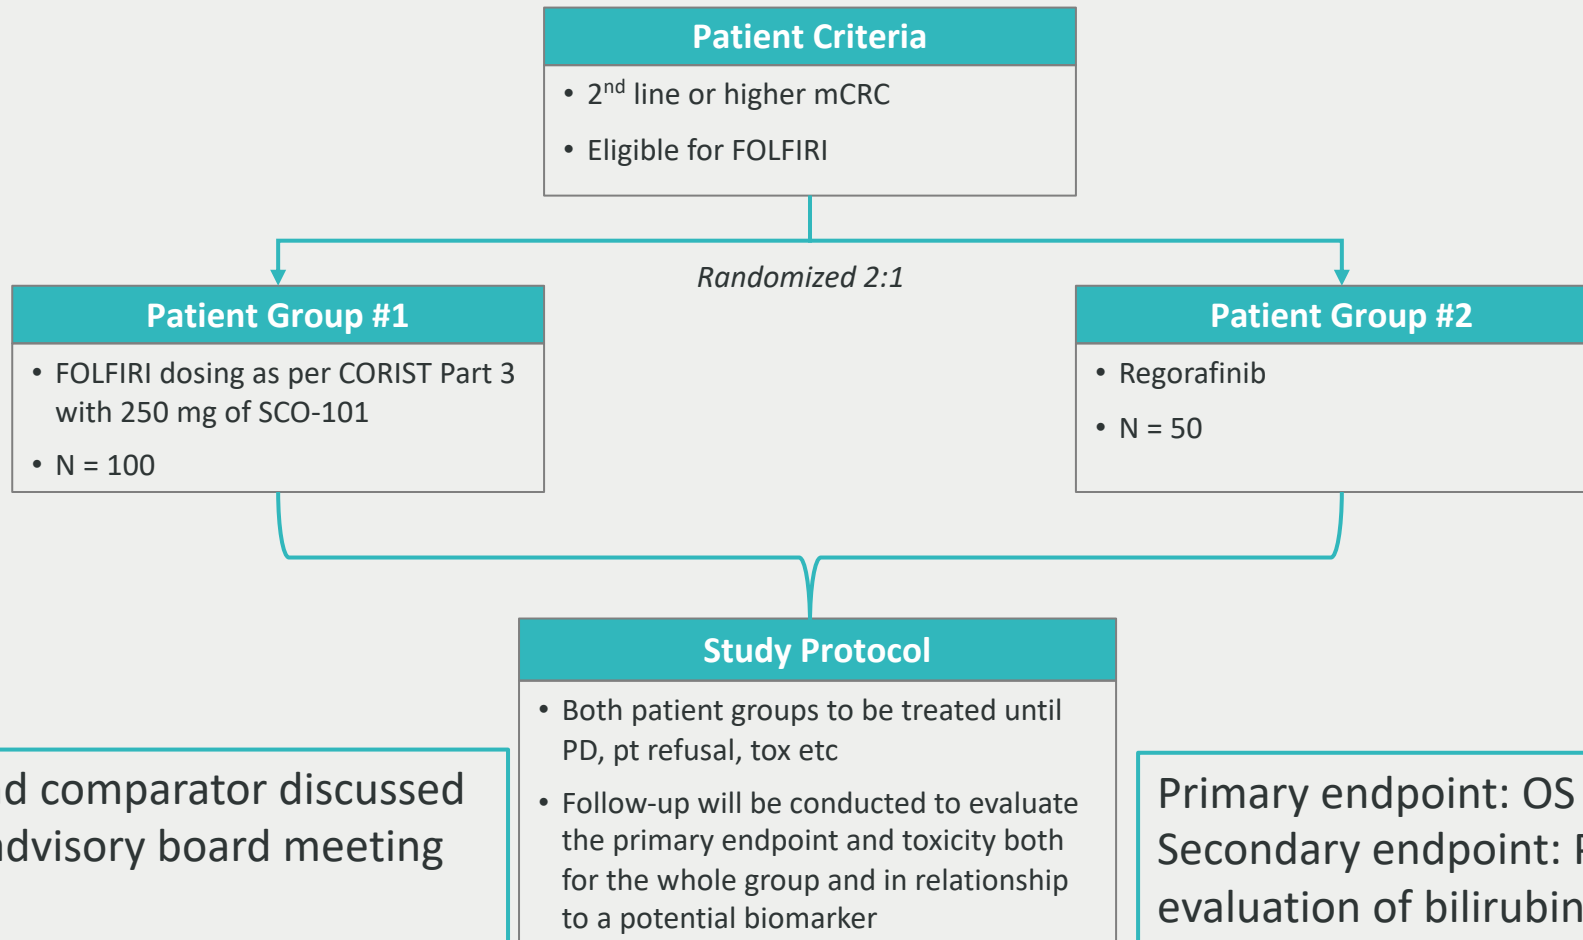 Patient Criteria
• 2nd line or higher mCRC
• Eligible for FOLFIRI
Randomized 2:1
Patient Group #1
• FOLFIRI dosing as per CORIST Part 3
with 250 mg of SCO-101
• N = 100
Patient Group #2
• Regorafinib
• N = 50
Study Protocol
• Both patient groups to be treated until
PD, pt refusal, tox etc
• Follow-up will be conducted to evaluate
the primary endpoint and toxicity both
for the whole group and in relationship
to a potential biomarker
comparator discussed
advisory board meeting
Primary endpoint: OS
Secondary endpoint:
evaluation of bilirubin